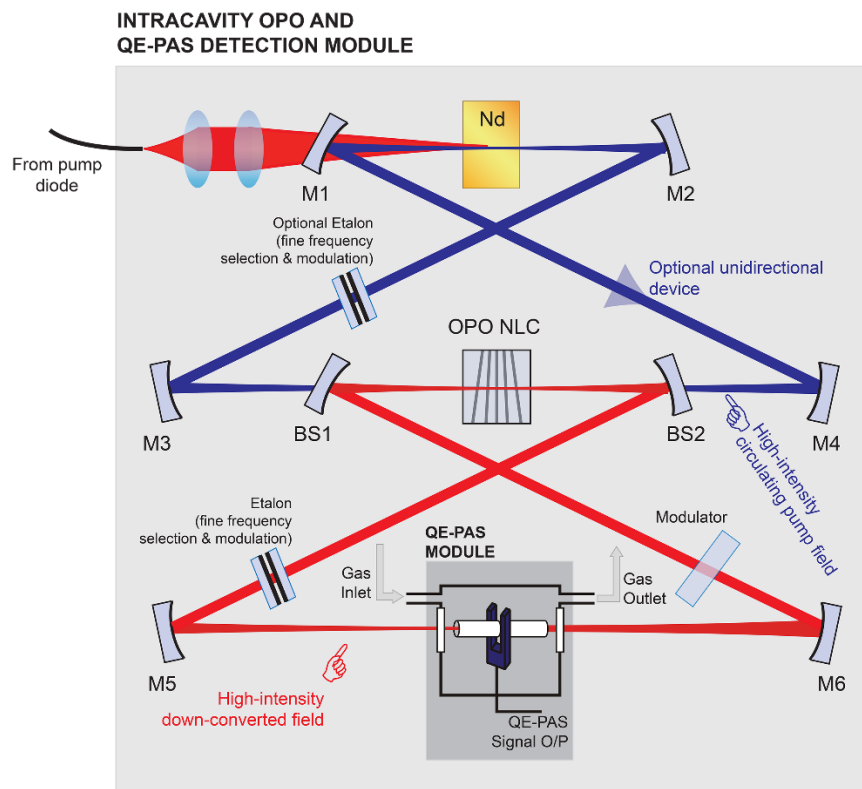 INTRACAVITY OPO AND
QE-PAS DETECTION MODULE
From pump
diode
M1
Nd
M2
Optional Etalon
(fine frequency
selection & modulation)
Optional unidirectional
device
OPO NLC
M3
BS1
BS2
M4
High-intensity
circulating pump field
Etalon
(fine frequency
selection & modulation)
QE-PAS
MODULE
Modulator
Gas
Inlet
Gas
Outlet
M5
M6
High-intensity
down-converted field
QE-PAS
Signal O/P